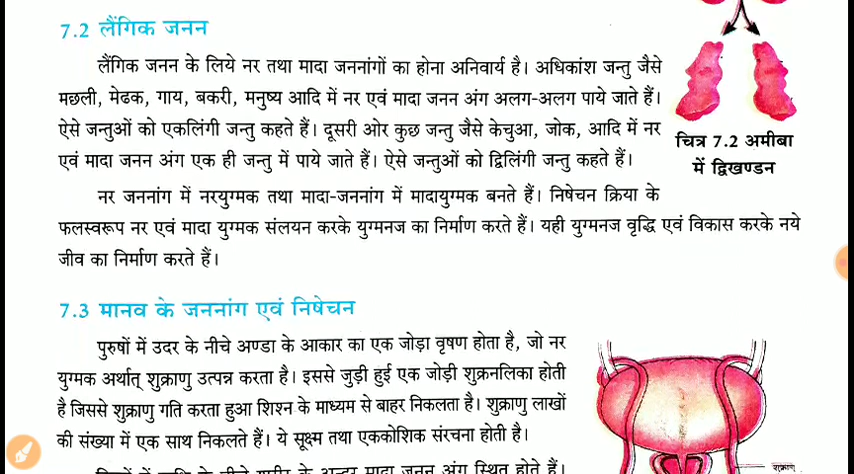 7.2 लैंगिक जनन
लैंगिक जनन के लिये नर तथा मादा जननांगों का होना अनिवार्य है। अधिकांश जन्तु जैसे
मछली, मेढक, गाय, बकरी, मनुष्य आदि में नर एवं मादा जनन अंग अलग-अलग पाये जाते हैं।
ऐसे जन्तुओं को एकलिंगी जन्तु कहते हैं। दूसरी ओर कुछ जन्तु जैसे केचुआ, जोक, आदि में नर
एवं मादा जनन अंग एक ही जन्तु में पाये जाते हैं। ऐसे जन्तुओं को द्विलिंगी जन्तु कहते हैं।
चित्र 7.2 अमीबा
में द्विखण्डन
नर जननांग में नरयुग्मक तथा मादा-जननांग में मादायुग्मक बनते हैं। निषेचन क्रिया के
फलस्वरूप नर एवं मादा युग्मक संलयन करके युग्मनज का निर्माण करते हैं। यही युग्मनज वृद्धि एवं विकास करके नये
जीव का निर्माण करते हैं।
7.3 मानव के जननांग एवं निषेचन
पुरुषों में उदर के नीचे अण्डा के आकार का एक जोड़ा वृषण होता है, जो नर
युग्मक अर्थात् शुक्राणु उत्पन्न करता है। इससे जुड़ी हुई एक जोड़ी शुक्रनलिका होती
है जिससे शुक्राणु गति करता हुआ शिश्न के माध्यम से बाहर निकलता है। शुक्राणु लाखों
की संख्या में एक साथ निकलते हैं। ये सूक्ष्म तथा एककोशिक संरचना होती है।
के नीचे शरीर के अन्दर मादा जनन अंग स्थित होते हैं।
शुक्राणु